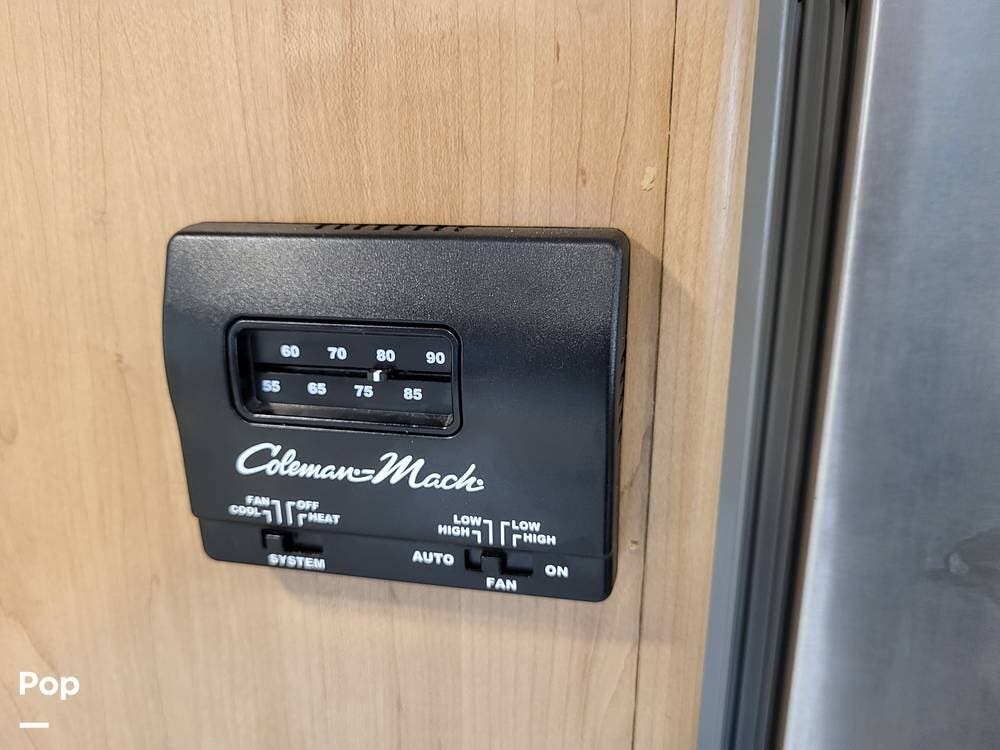 60 70 80 90
55 65 75 85
Coleman-Mach
FAN OFF
COOL HEAT
LOW LOW
HIGH HIGH
AUTO ON
SYSTEM
FAN
Pop